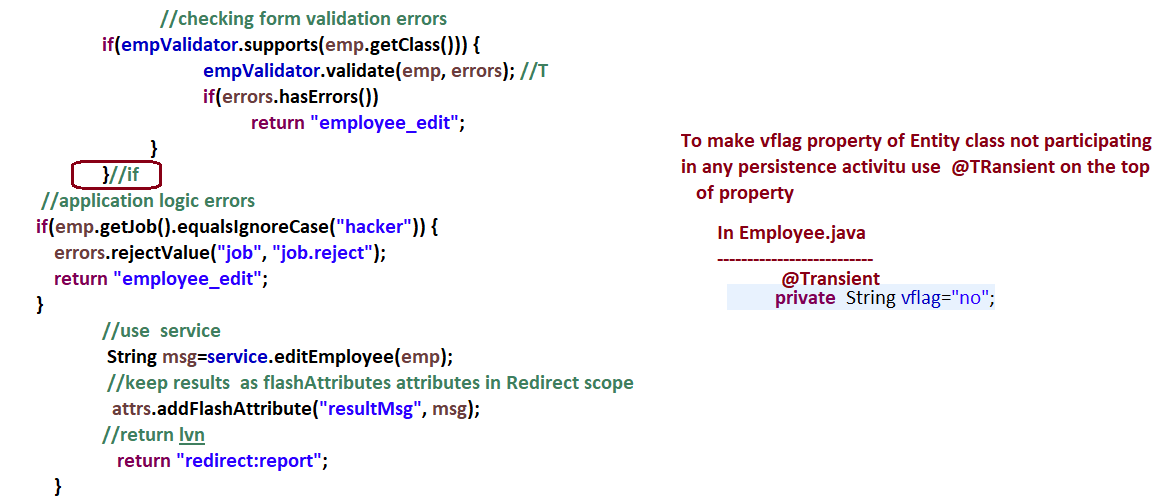 //checking form validation errors
if(empValidator.supports(emp.getClass())) {
empValidator.validate(emp, errors); //T
if(errors.hasErrors())
return "employee_edit";
}
}//if
//application logic errors
if(emp.getJob().equalsIgnoreCase("hacker")) {
errors.rejectValue("job", "job.reject");
return "employee_edit";
}
//use  service
String msg=service.editEmployee(emp);
//keep results  as flashAttributes attributes in Redirect scope
attrs.addFlashAttribute("resultMsg", msg);
//return lvn
return "redirect:report";
}
To make vflag property of Entity class not participating
in any persistence activitu use  @TRansient on the top
of property
In Employee.java
--------------------------
@Transient
private  String vflag="no";